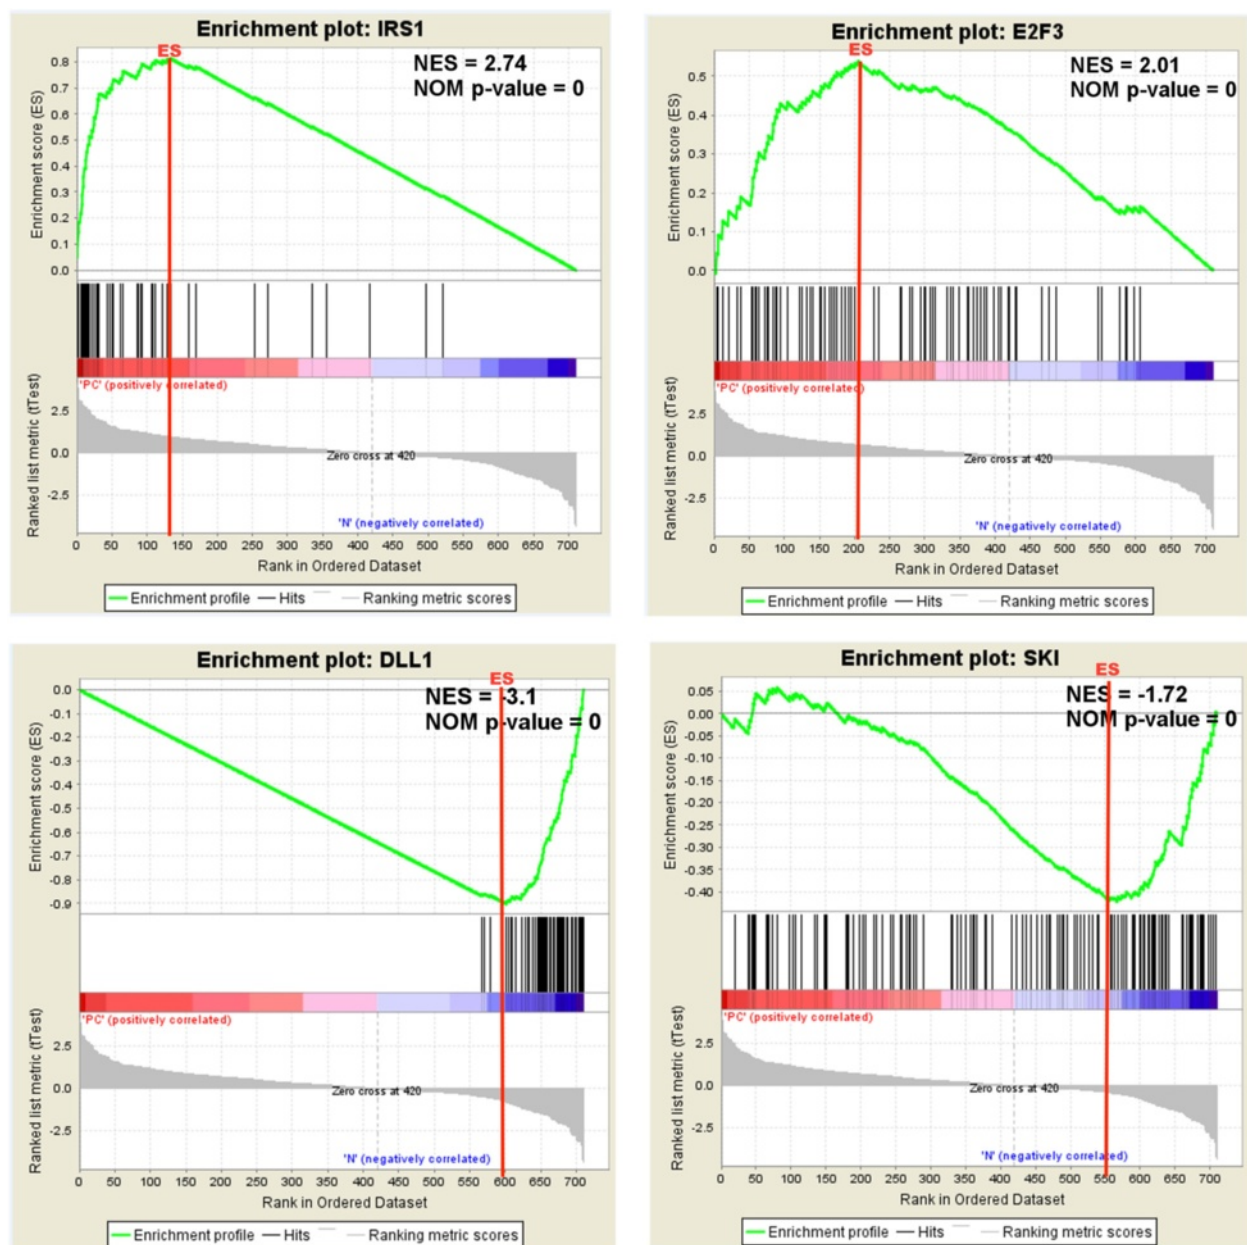 Enrichment plot: IRS1
ES
NES = 2.74
NOM p-value = 0
Enrichment score (ES)
0.8
0.7
0.6
0.5
0.4
0.3
0.2
0.1
0.0
'PC' (positively correlated)
Ranked list metric (tTest)
2.5
0.0
-2.5
Zero cross at 420
'N' (negatively correlated)
0 50 100 150 200 250 300 350 400 450 500 550 600 650 700
Rank in Ordered Dataset
Enrichment profile Hits Ranking metric scores
Enrichment plot: E2F3
ES
NES = 2.01
NOM p-value = 0
Enrichment score (ES)
0.5
0.4
0.3
0.2
0.1
0.0
'PC' (positively correlated)
Ranked list metric (tTest)
2.5
0.0
-2.5
Zero cross at 420
'N' (negatively correlated)
0 50 100 150 200 250 300 350 400 450 500 550 600 650 700
Rank in Ordered Dataset
Enrichment profile Hits Ranking metric scores
Enrichment plot: DLL1
ES
NES = -3.1
NOM p-value = 0
Enrichment score (ES)
0.0
-0.1
-0.2
-0.3
-0.4
-0.5
-0.6
-0.7
-0.8
-0.9
'PC' (positively correlated)
Ranked list metric (tTest)
2.5
0.0
-2.5
Zero cross at 420
'N' (negatively correlated)
0 50 100 150 200 250 300 350 400 450 500 550 600 650 700
Rank in Ordered Dataset
Enrichment profile Hits Ranking metric scores
Enrichment plot: SKI
ES
NES = -1.72
NOM p-value = 0
Enrichment score (ES)
0.05
0.00
-0.05
-0.10
-0.15
-0.20
-0.25
-0.30
-0.35
-0.40
'PC' (positively correlated)
Ranked list metric (tTest)
2.5
0.0
-2.5
Zero cross at 420
'N' (negatively correlated)
0 50 100 150 200 250 300 350 400 450 500 550 600 650 700
Rank in Ordered Dataset
Enrichment profile Hits Ranking metric scores